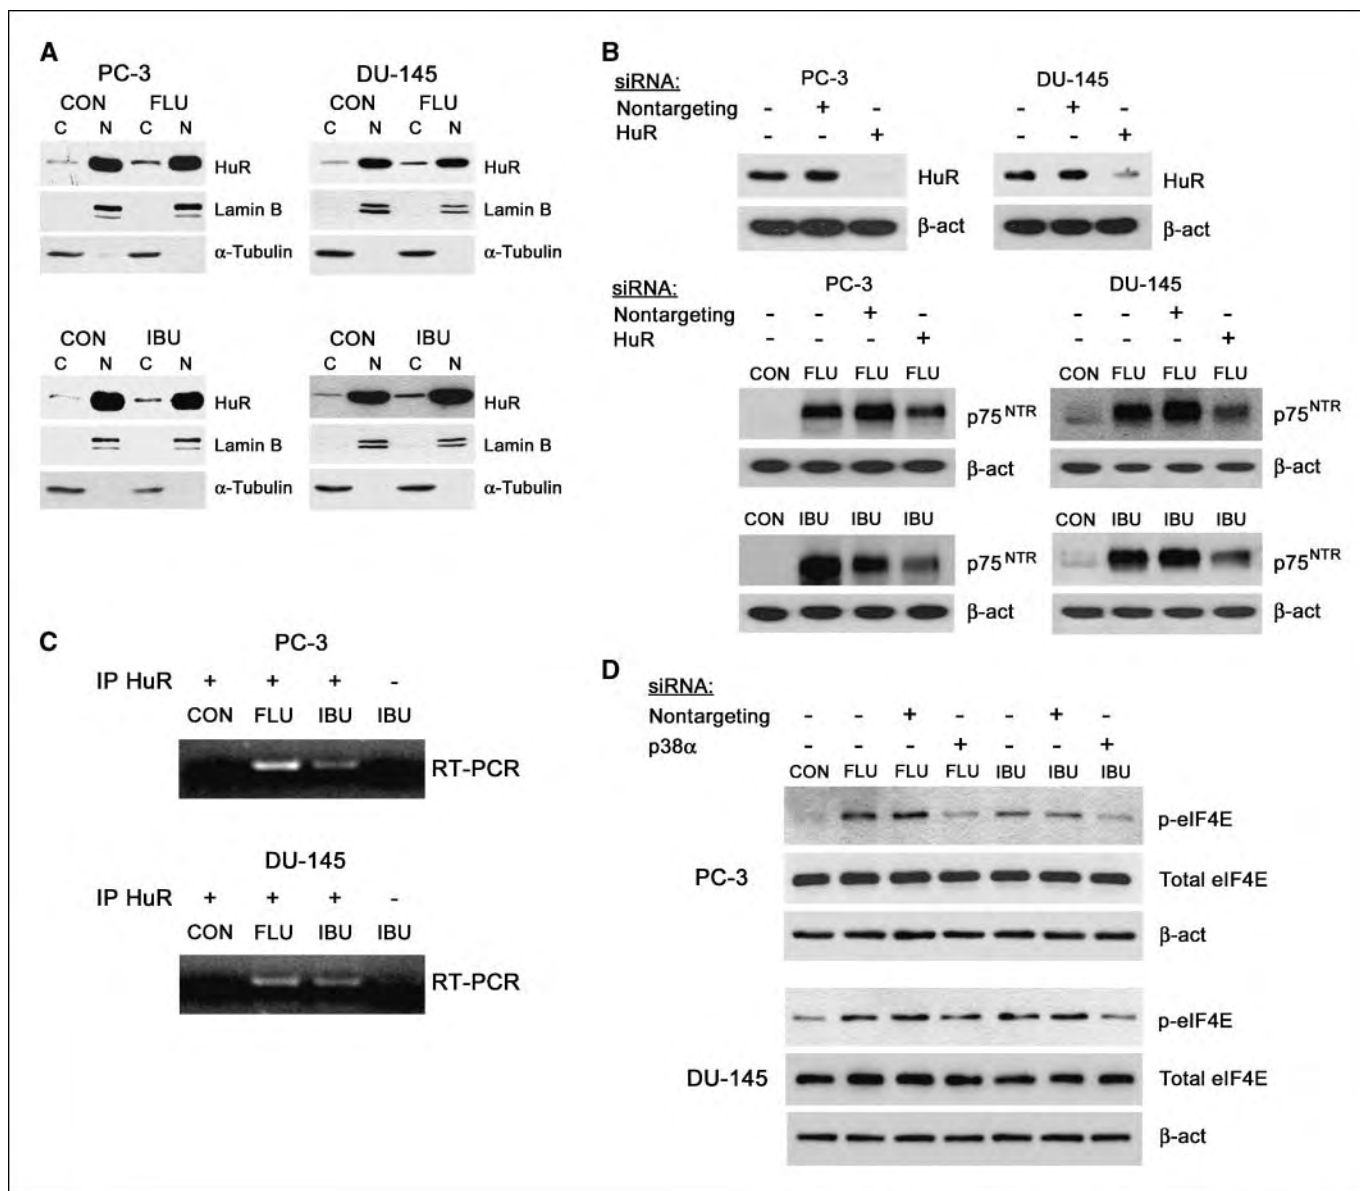 A
PC-3
CON FLU
C N C N
HuR
Lamin B
α-Tubulin
DU-145
CON FLU
C N C N
HuR
Lamin B
α-Tubulin
CON IBU
C N C N
HuR
Lamin B
α-Tubulin
CON IBU
C N C N
HuR
Lamin B
α-Tubulin
B
siRNA: PC-3 DU-145
Nontargeting - + - - + -
HuR - - + - - +
HuR HuR
β-act β-act
siRNA: PC-3 DU-145
Nontargeting - - + - - - + -
HuR - - - + - - - +
CON FLU FLU FLU CON FLU FLU FLU
p75NTR p75NTR
β-act β-act
CON IBU IBU IBU CON IBU IBU IBU
p75NTR p75NTR
β-act β-act
C
PC-3
IP HuR + + + -
CON FLU IBU IBU
RT-PCR
DU-145
IP HuR + + + -
CON FLU IBU IBU
RT-PCR
D
siRNA:
Nontargeting - - + - - + -
p38α - - - + - - +
CON FLU FLU FLU IBU IBU IBU
p-eIF4E
PC-3 Total eIF4E
β-act
p-eIF4E
DU-145 Total eIF4E
β-act